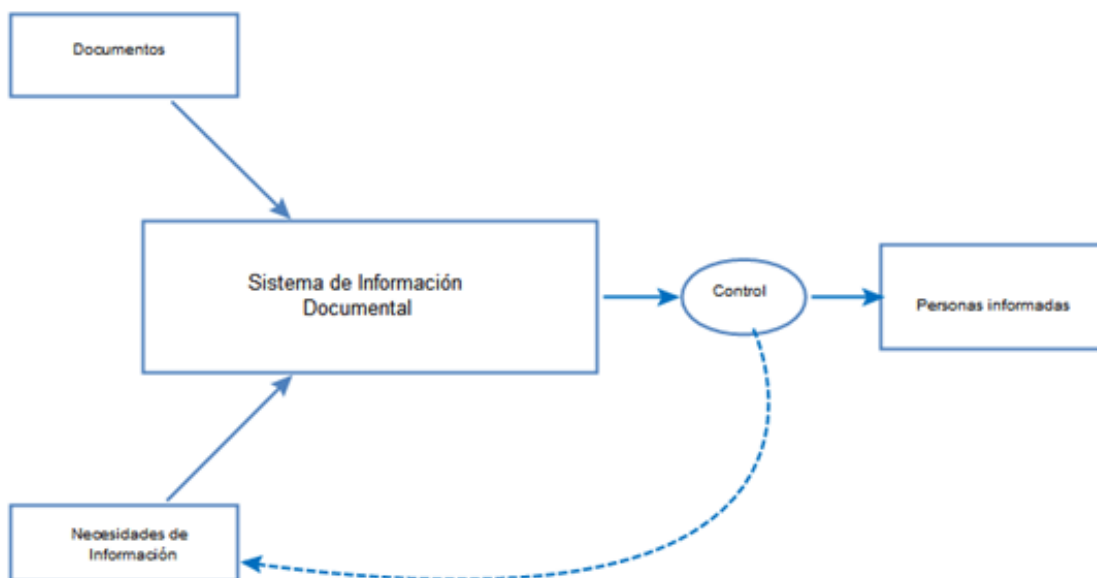 Documentos
Sistema de Información
Documental
Control
Personas informadas
Necesidades de
Información